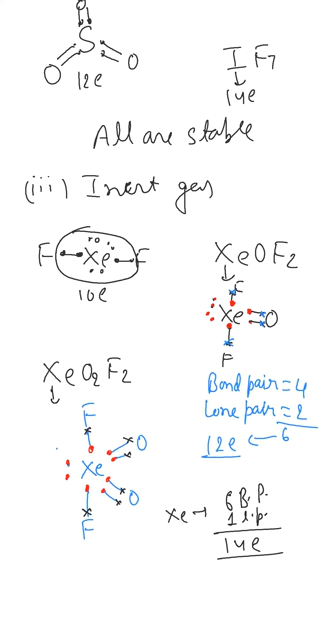 O
S
O O
12e
IF7
14e
All are stable
(iii) Inert gas
F Xe F
10e
XeOF2
F
Xe O
F
Bond pair = 4
Lone pair = 2
12e ← 6
XeO2F2
F
O
Xe
O
F
Xe → 6 B.P.
1 l.p.
14e